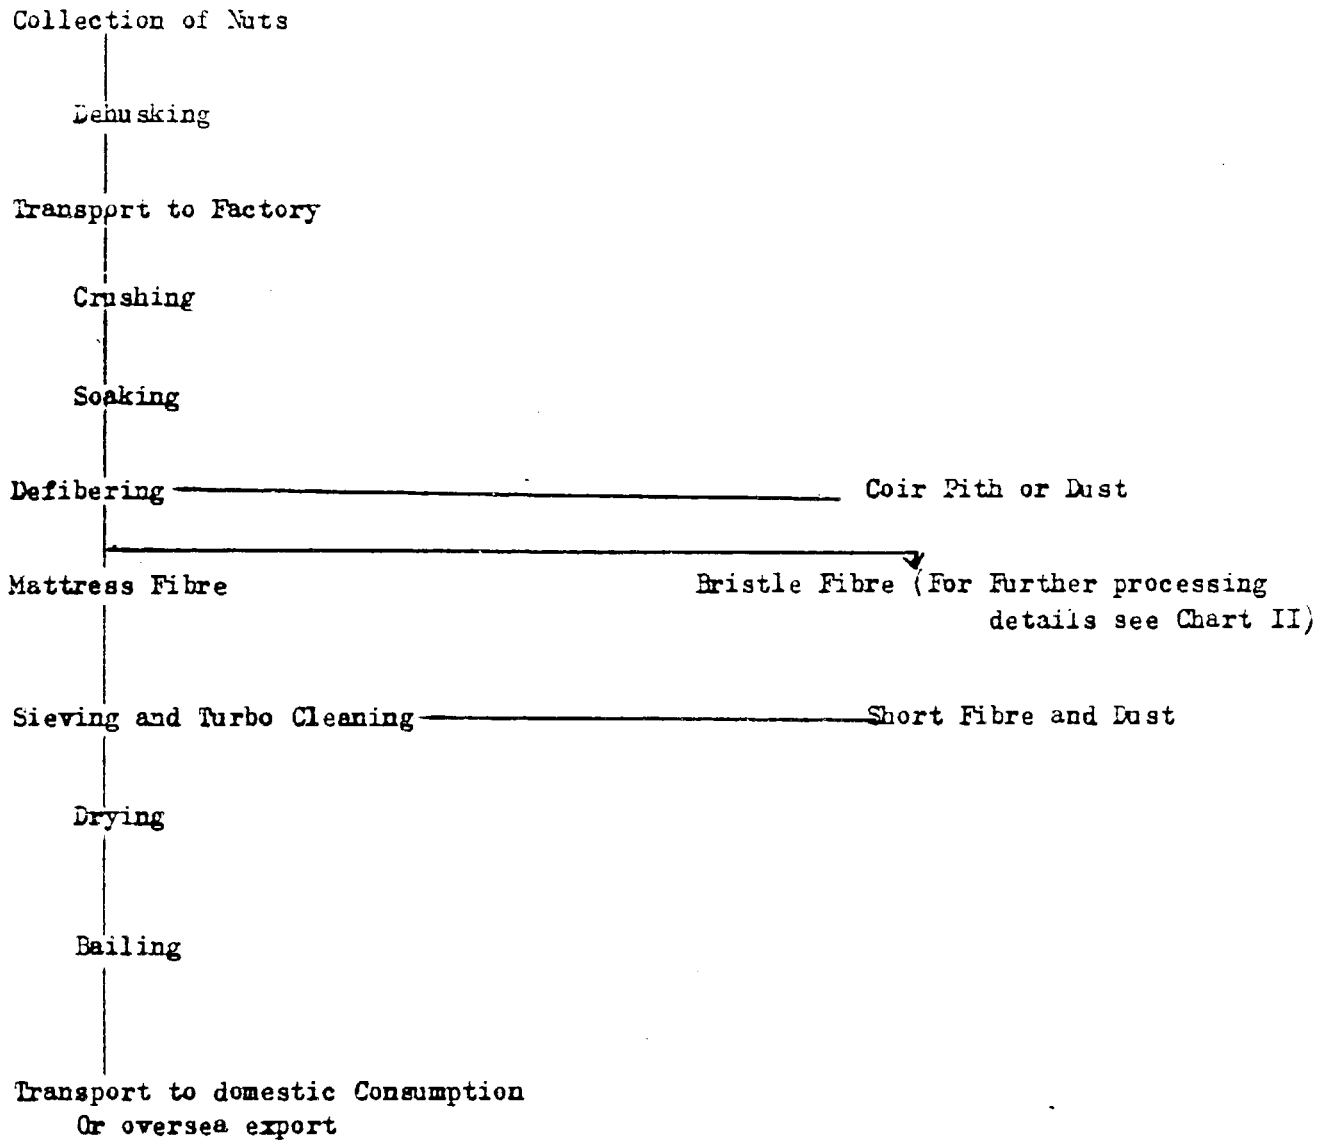 Collection of Nuts
Dehusking
Transport to Factory
Crushing
Soaking
Defibering
Coir Pith or Dust
Mattress Fibre
Bristle Fibre (For Further processing
details see Chart II)
Sieving and Turbo Cleaning
Short Fibre and Dust
Drying
Bailing
Transport to domestic Consumption
Or oversea export